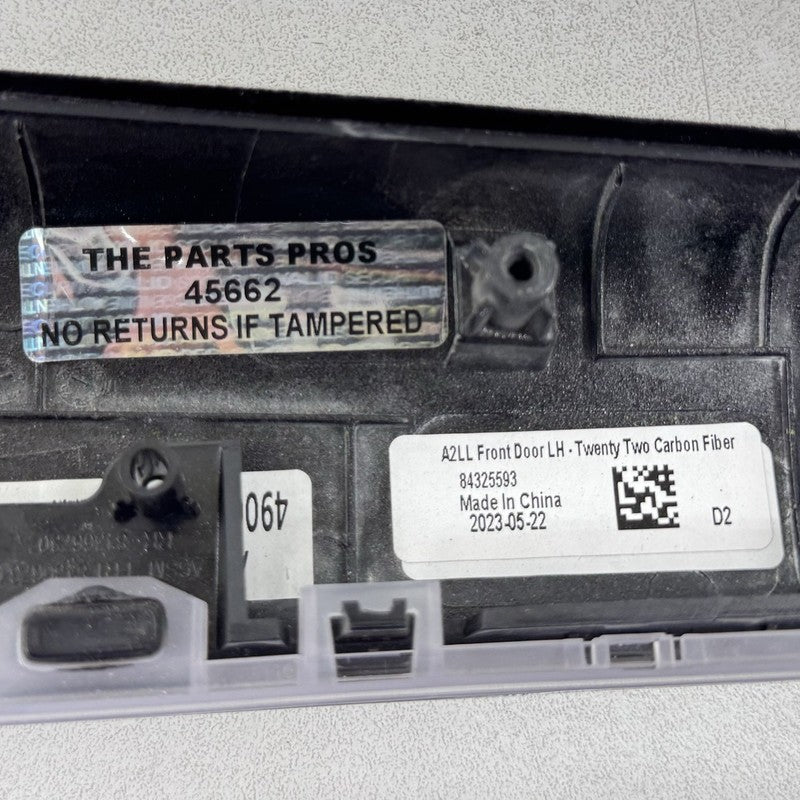 THE PARTS PROS
45662
NO RETURNS IF TAMPERED
A2LL Front Door LH - Twenty Two Carbon Fiber
84325593
Made In China
2023-05-22
D2
490